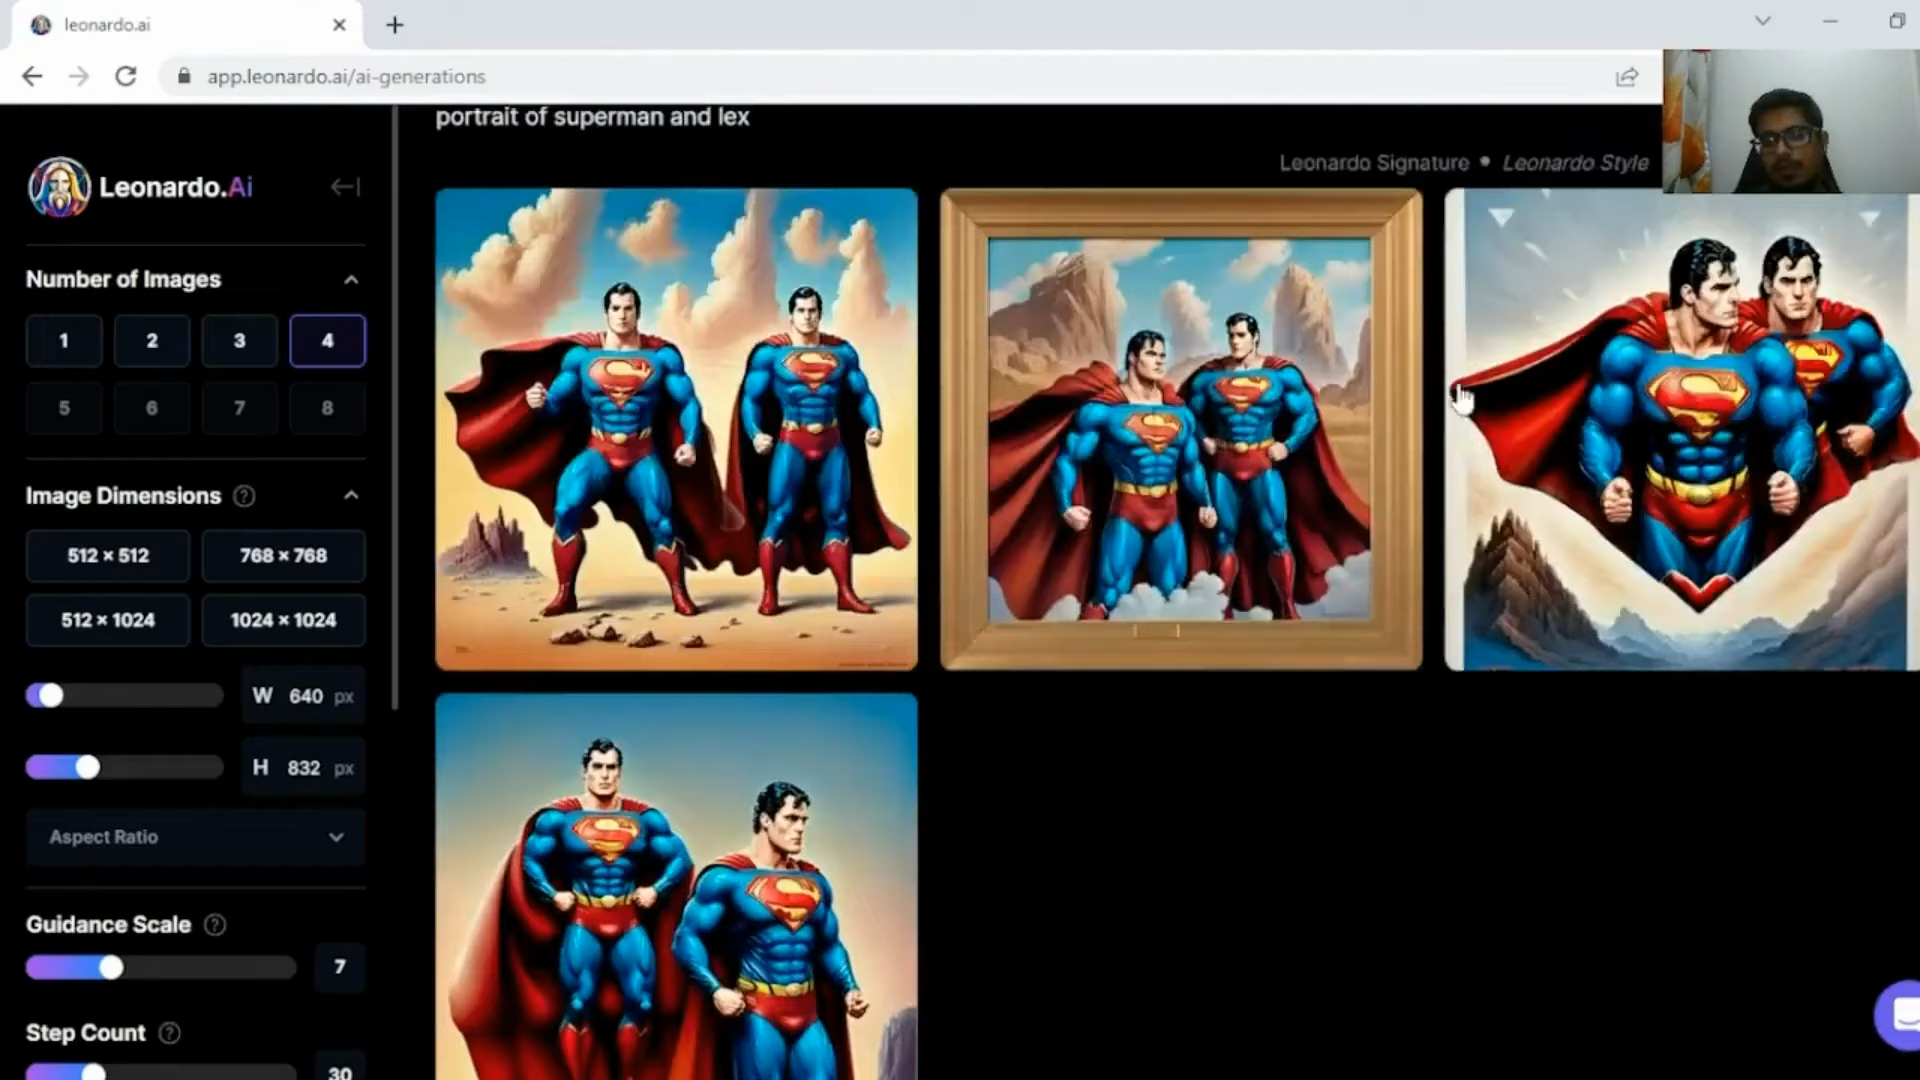 leonardo.ai
app.leonardo.ai/ai-generations
portrait of superman and lex
Leonardo Signature • Leonardo Style
Leonardo.Ai
Number of Images
1 2 3 4
5 6 7 8
Image Dimensions
512 × 512 768 × 768
512 × 1024 1024 × 1024
W 640 px
H 832 px
Aspect Ratio
Guidance Scale
7
Step Count
30